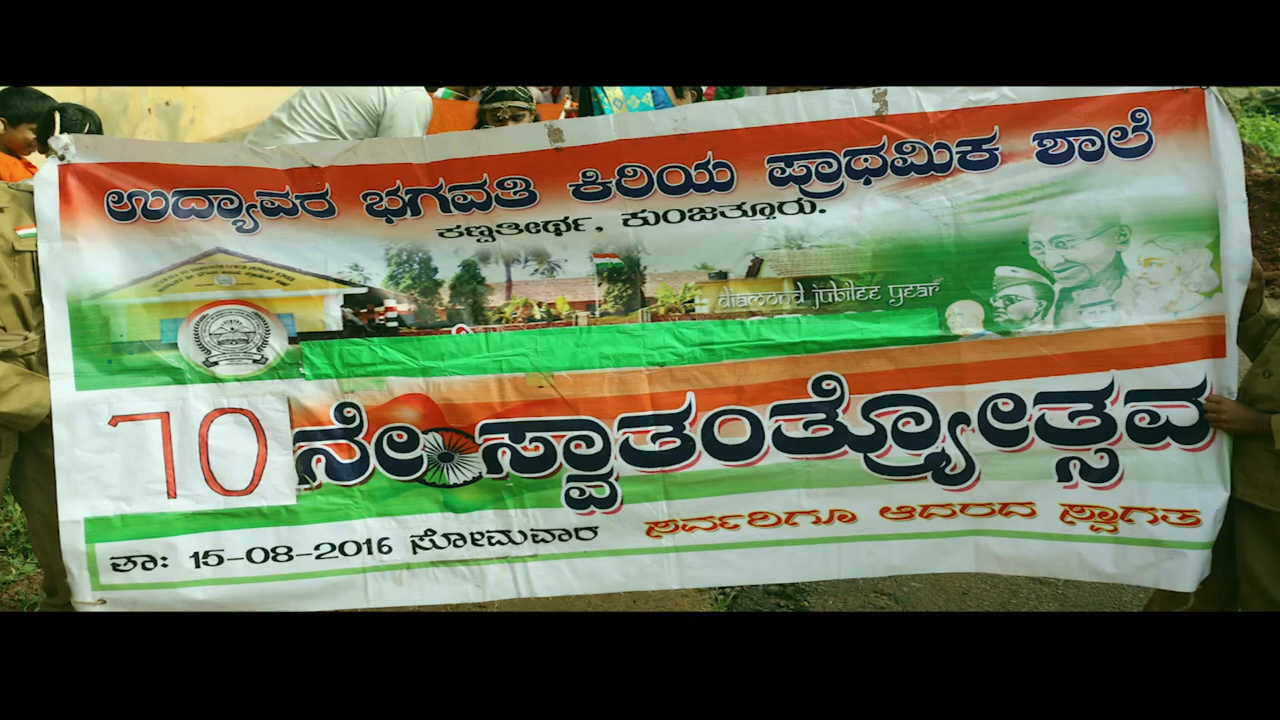 ಉದ್ಯಾವರ ಭಗವತಿ ಕಿರಿಯ ಪ್ರಾಥಮಿಕ ಶಾಲೆ
ಕಣ್ವತೀರ್ಥ, ಕುಂಜತ್ತೂರು.
diamond jubilee year
70 ನೇ ಸ್ವಾತಂತ್ರ್ಯೋತ್ಸವ
ತಾ: 15-08-2016 ಸೋಮವಾರ ಸರ್ವರಿಗೂ ಆದರದ ಸ್ವಾಗತ